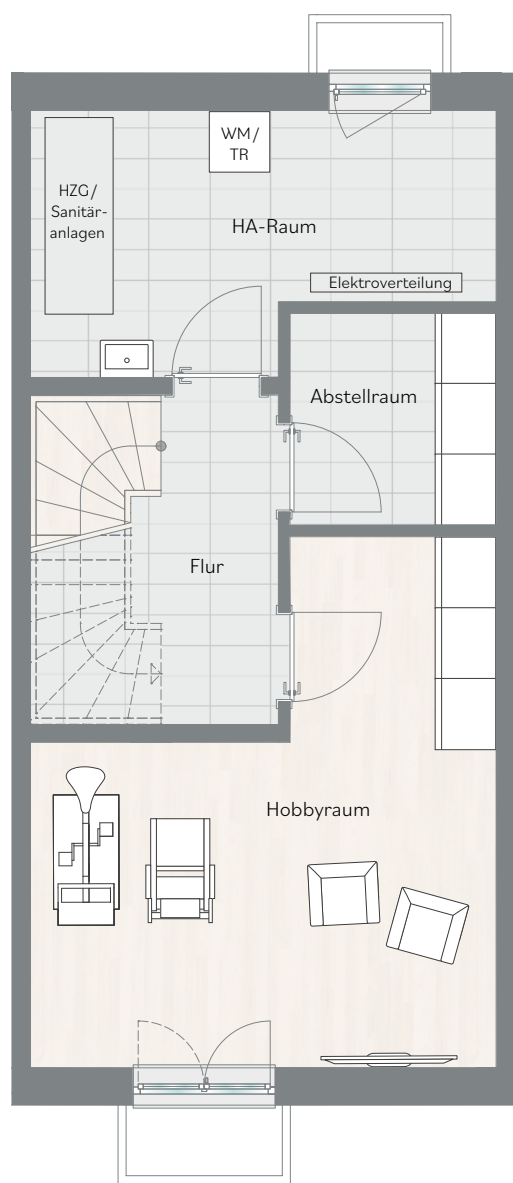 WM /
TR
HZG /
Sanitär-
anlagen
HA-Raum
Elektroverteilung
Abstellraum
Flur
Hobbyraum